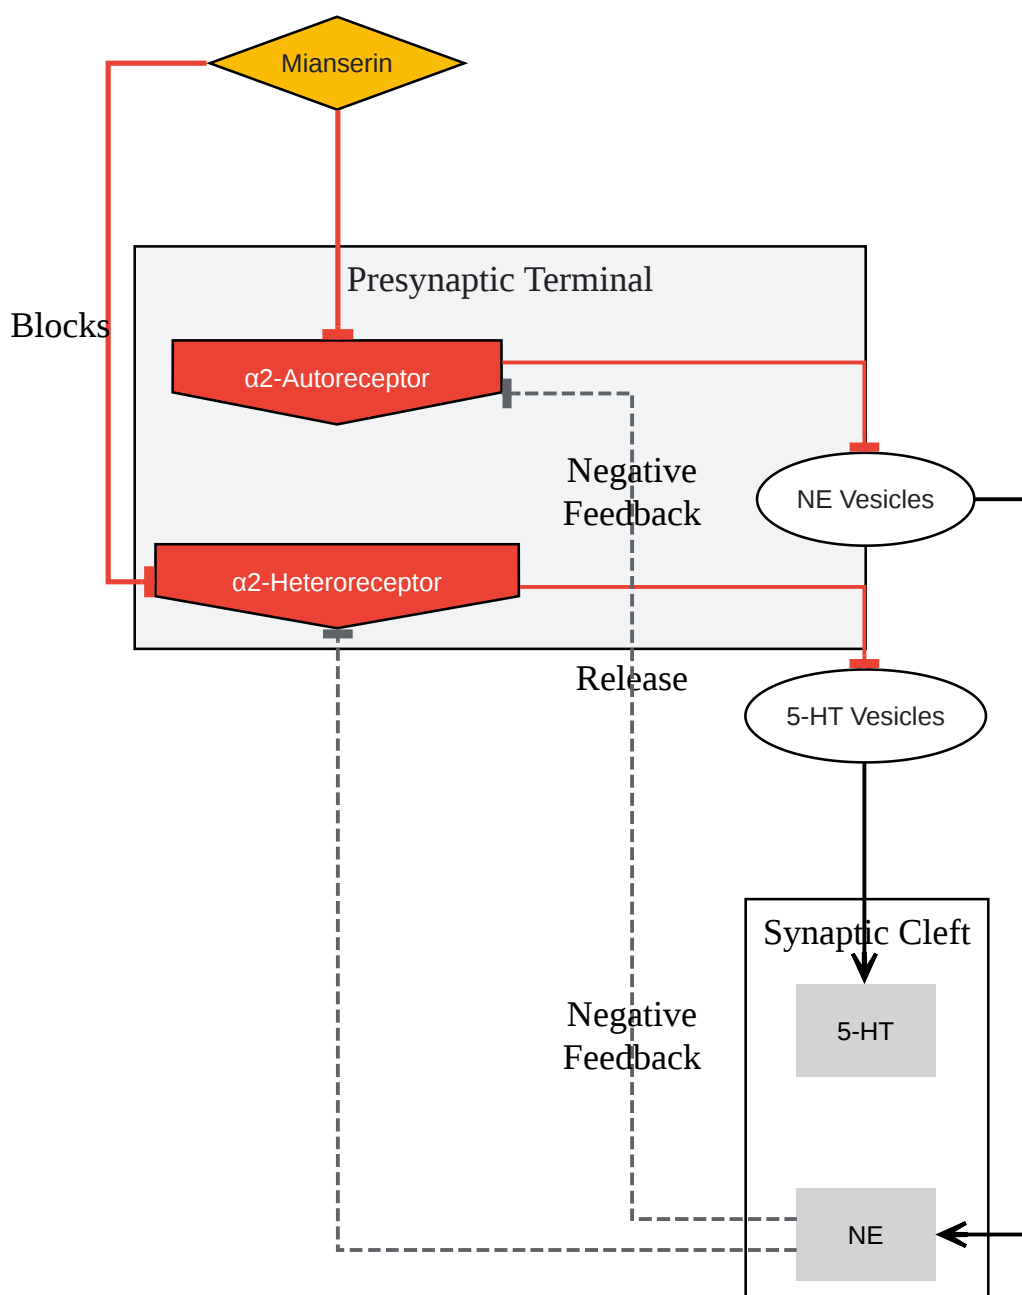 Mianserin
Presynaptic Terminal
Blocks
α2-Autoreceptor
Negative
Feedback
NE Vesicles
α2-Heteroreceptor
Release
5-HT Vesicles
Synaptic Cleft
Negative
Feedback
5-HT
NE